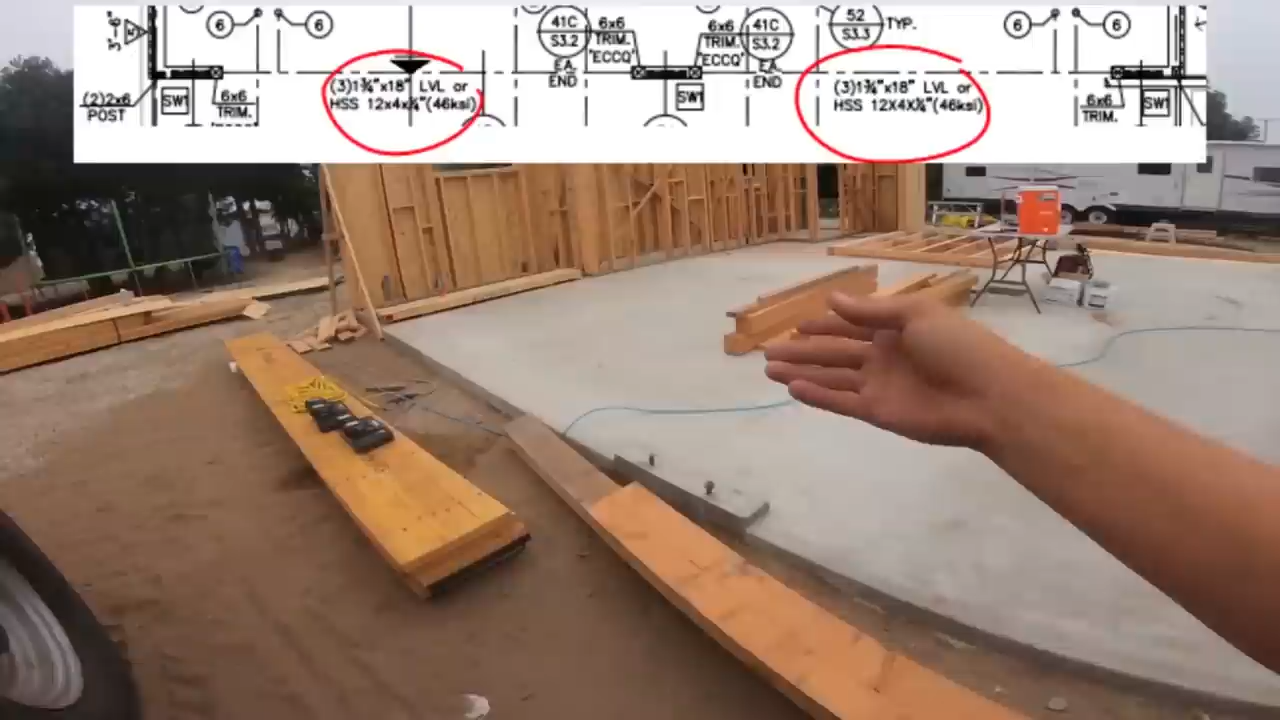 6
6
41C
S3.2
6x6
TRIM.
"ECCQ"
6x6
TRIM.
"ECCQ"
41C
S3.2
52
S3.3
TYP.
6
6
EA.
END
EA.
END
(2)2x6
POST
SW1
6x6
TRIM.
(3)1¾"x18" LVL or
HSS 12x4x¼"(46ksi)
SW1
(3)1¾"x18" LVL or
HSS 12X4X¼"(46ksi)
6x6
TRIM.
SW1